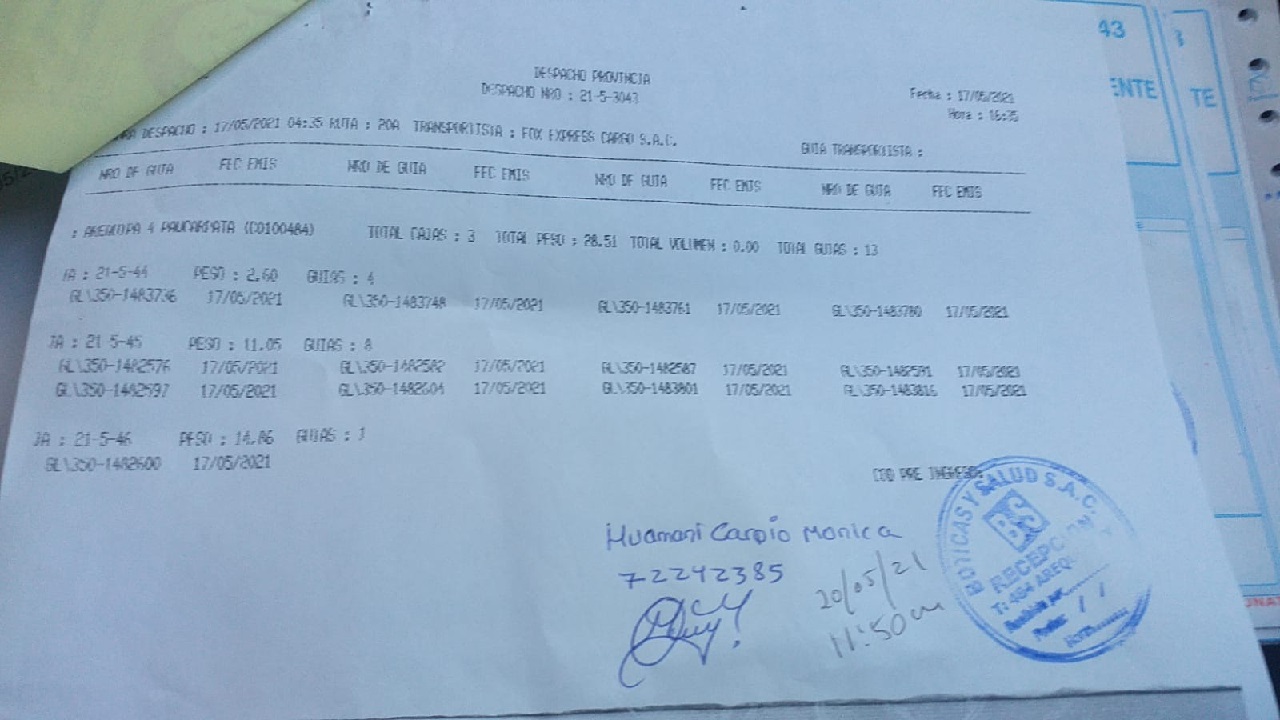 43
ENTE
TE
DESPACHO PROVINCIA
DESPACHO NRO : 21-5-3047
Fecha : 17/05/2021
Hora : 16:35
DESPACHO : 17/05/2021 04:35 RUTA : 20A TRANSPORTISTA : FOX EXPRESS CARGO S.A.C.
GUIA TRANSPORTISTA :
NRO DE GUIA FEC EMIS NRO DE GUIA FEC EMIS NRO DE GUIA FEC EMIS NRO DE GUIA FEC EMIS
: AREQUIPA 4 PAUCARPATA (C0100484) TOTAL CAJAS : 3 TOTAL PESO : 28.51 TOTAL VOLUMEN : 0.00 TOTAL GUIAS : 13
JA : 21-5-44 PESO : 2.60 GUIAS : 4
GL\350-1483736 17/05/2021 GL\350-1483748 17/05/2021 GL\350-1483761 17/05/2021 GL\350-1483780 17/05/2021
JA : 21-5-45 PESO : 11.05 GUIAS : 8
GL\350-1482576 17/05/2021 GL\350-1482582 17/05/2021 GL\350-1482587 17/05/2021 GL\350-1482591 17/05/2021
GL\350-1482597 17/05/2021 GL\350-1482604 17/05/2021 GL\350-1483801 17/05/2021 GL\350-1483816 17/05/2021
JA : 21-5-46 PESO : 14.86 GUIAS : 1
GL\350-1482600 17/05/2021
COD PRE INGRESO
Huamani Carpio Monica
72242385
20/05/21
11:50am
BOTICAS Y SALUD S.A.C.
BS
T: 484 AREQ